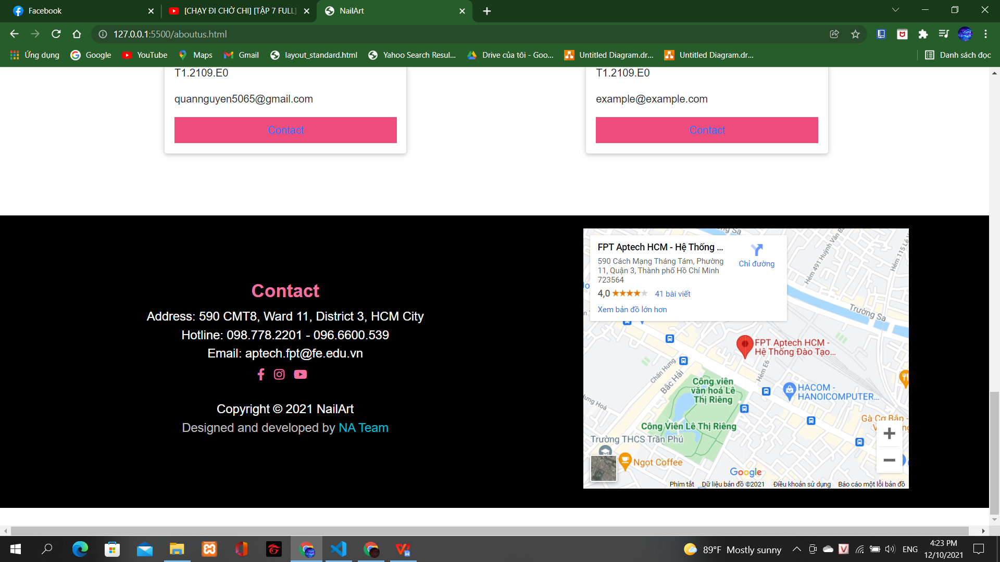 Facebook
[CHẠY ĐI CHỜ CHI] [TẬP 7 FULL]
NailArt
127.0.0.1:5500/aboutus.html
Ứng dụng
Google
YouTube
Maps
Gmail
layout_standard.html
Yahoo Search Resul...
Drive của tôi - Goo...
Untitled Diagram.dr...
Untitled Diagram.dr...
Danh sách đọc
T1.2109.E0
quannguyen5065@gmail.com
Contact
T1.2109.E0
example@example.com
Contact
Contact
Address: 590 CMT8, Ward 11, District 3, HCM City
Hotline: 098.778.2201 - 096.6600.539
Email: aptech.fpt@fe.edu.vn
Copyright © 2021 NailArt
Designed and developed by NA Team
FPT Aptech HCM - Hệ Thống ...
590 Cách Mạng Tháng Tám, Phường
11, Quận 3, Thành phố Hồ Chí Minh
723564
4,0
41 bài viết
Xem bản đồ lớn hơn
Chỉ đường
Hẻm 491 Huỳnh Văn B
Hẻm 115 Lê
Trường Sa
FPT Aptech HCM -
Hệ Thống Đào Tạo...
Hẻm E6
Chấn Hưng
Bắc Hải
Công viên
văn hoá Lê
Thị Riêng
HACOM -
HANOICOMPUTER...
ưng Hoá
Gà Cơ Bắp -
Công Viên Lê Thị Riêng
Trường THCS Trần Phú
Ngọt Coffee
Google
Phím tắt
Dữ liệu bản đồ ©2021
Điều khoản sử dụng
Báo cáo một lỗi bản đồ
89°F Mostly sunny
ENG
4:23 PM
12/10/2021